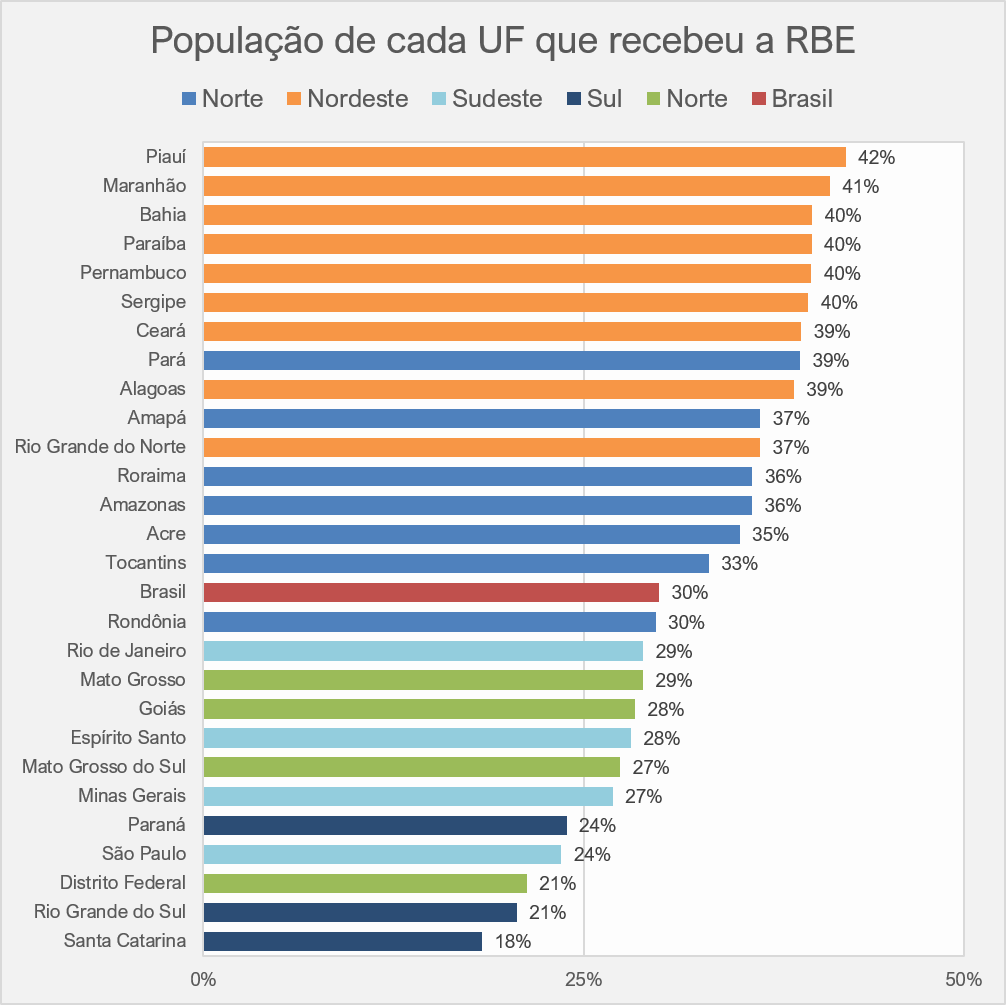 População de cada UF que recebeu a RBE
Norte Nordeste Sudeste Sul Norte Brasil
Piauí 42%
Maranhão 41%
Bahia 40%
Paraíba 40%
Pernambuco 40%
Sergipe 40%
Ceará 39%
Pará 39%
Alagoas 39%
Amapá 37%
Rio Grande do Norte 37%
Roraima 36%
Amazonas 36%
Acre 35%
Tocantins 33%
Brasil 30%
Rondônia 30%
Rio de Janeiro 29%
Mato Grosso 29%
Goiás 28%
Espírito Santo 28%
Mato Grosso do Sul 27%
Minas Gerais 27%
Paraná 24%
São Paulo 24%
Distrito Federal 21%
Rio Grande do Sul 21%
Santa Catarina 18%
0% 25% 50%